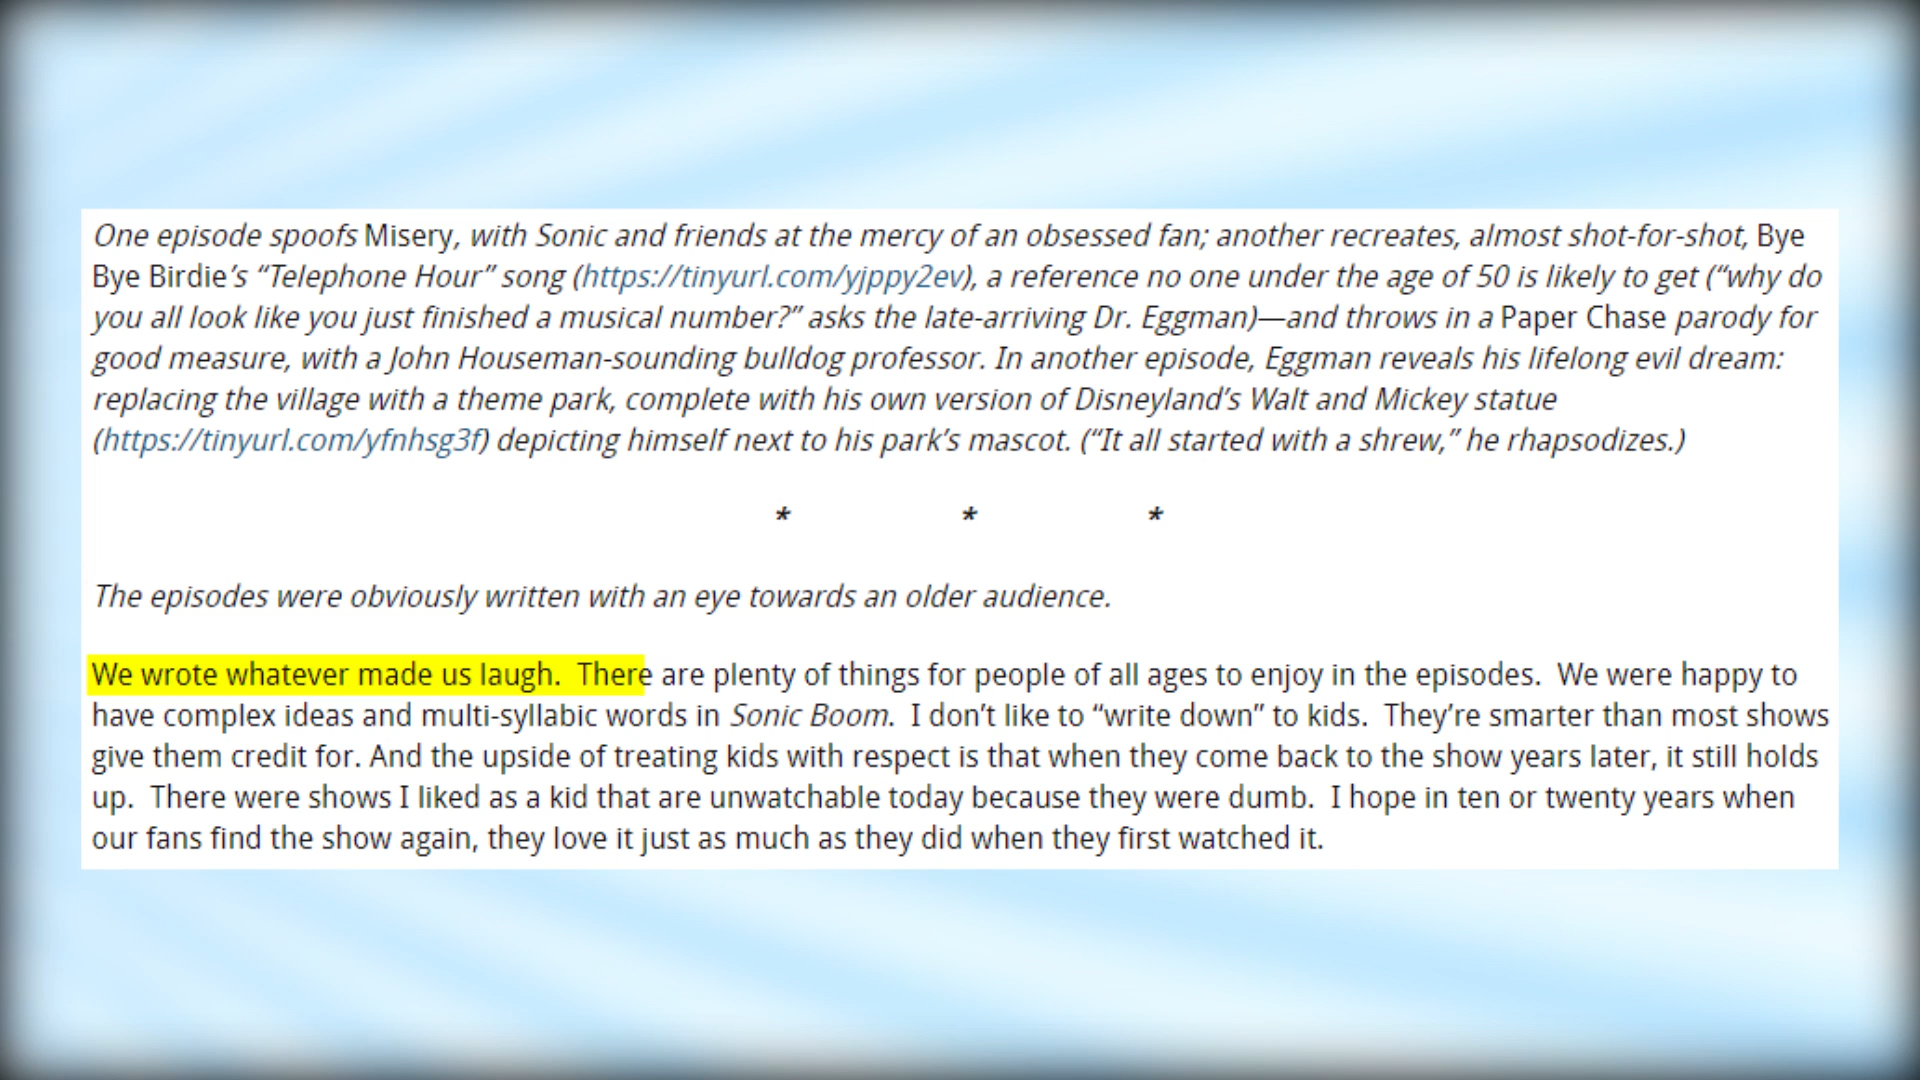 One episode spoofs Misery, with Sonic and friends at the mercy of an obsessed fan; another recreates, almost shot-for-shot, Bye
Bye Birdie’s “Telephone Hour” song (https://tinyurl.com/yjppy2ev), a reference no one under the age of 50 is likely to get (“why do
you all look like you just finished a musical number?” asks the late-arriving Dr. Eggman)—and throws in a Paper Chase parody for
good measure, with a John Houseman-sounding bulldog professor. In another episode, Eggman reveals his lifelong evil dream:
replacing the village with a theme park, complete with his own version of Disneyland’s Walt and Mickey statue
(https://tinyurl.com/yfnhsg3f) depicting himself next to his park’s mascot. (“It all started with a shrew,” he rhapsodizes.)
* * *
The episodes were obviously written with an eye towards an older audience.
We wrote whatever made us laugh.  There are plenty of things for people of all ages to enjoy in the episodes.  We were happy to
have complex ideas and multi-syllabic words in Sonic Boom.  I don’t like to “write down” to kids.  They’re smarter than most shows
give them credit for. And the upside of treating kids with respect is that when they come back to the show years later, it still holds
up.  There were shows I liked as a kid that are unwatchable today because they were dumb.  I hope in ten or twenty years when
our fans find the show again, they love it just as much as they did when they first watched it.